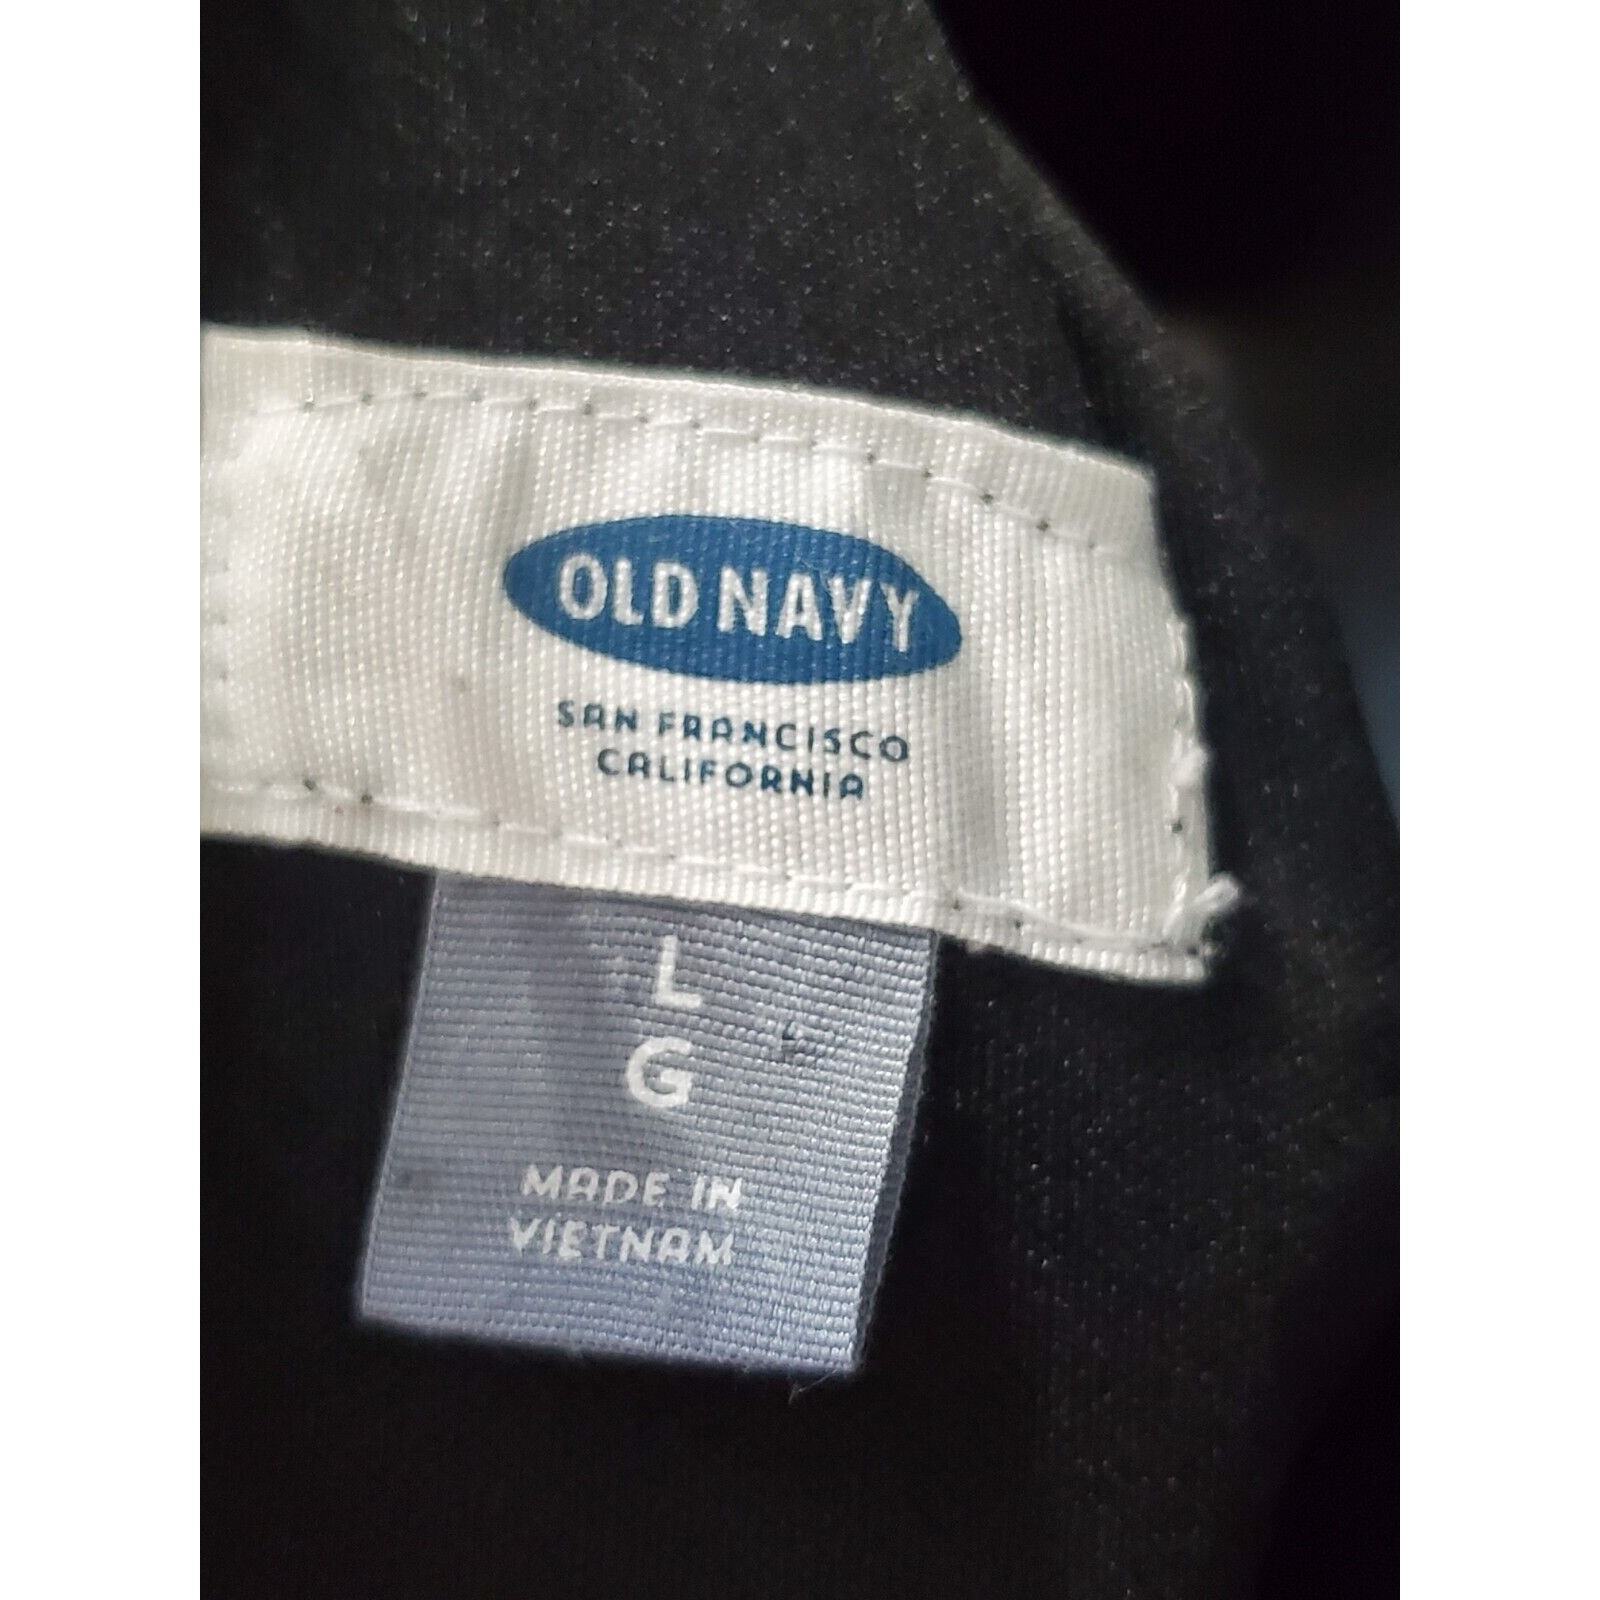 OLD NAVY
SAN FRANCISCO
CALIFORNIA
L
G
MADE IN
VIETNAM